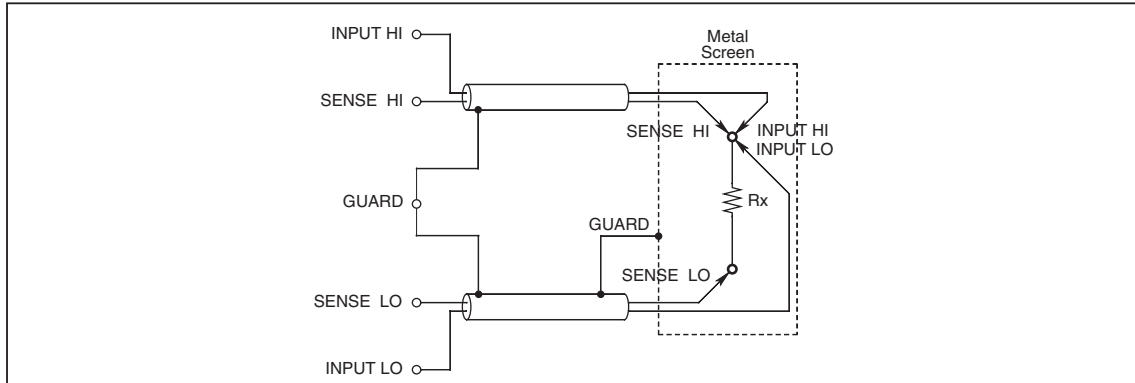 INPUT HI
Metal
Screen
SENSE HI
SENSE HI
INPUT HI
INPUT LO
GUARD
Rx
GUARD
SENSE LO
SENSE LO
INPUT LO